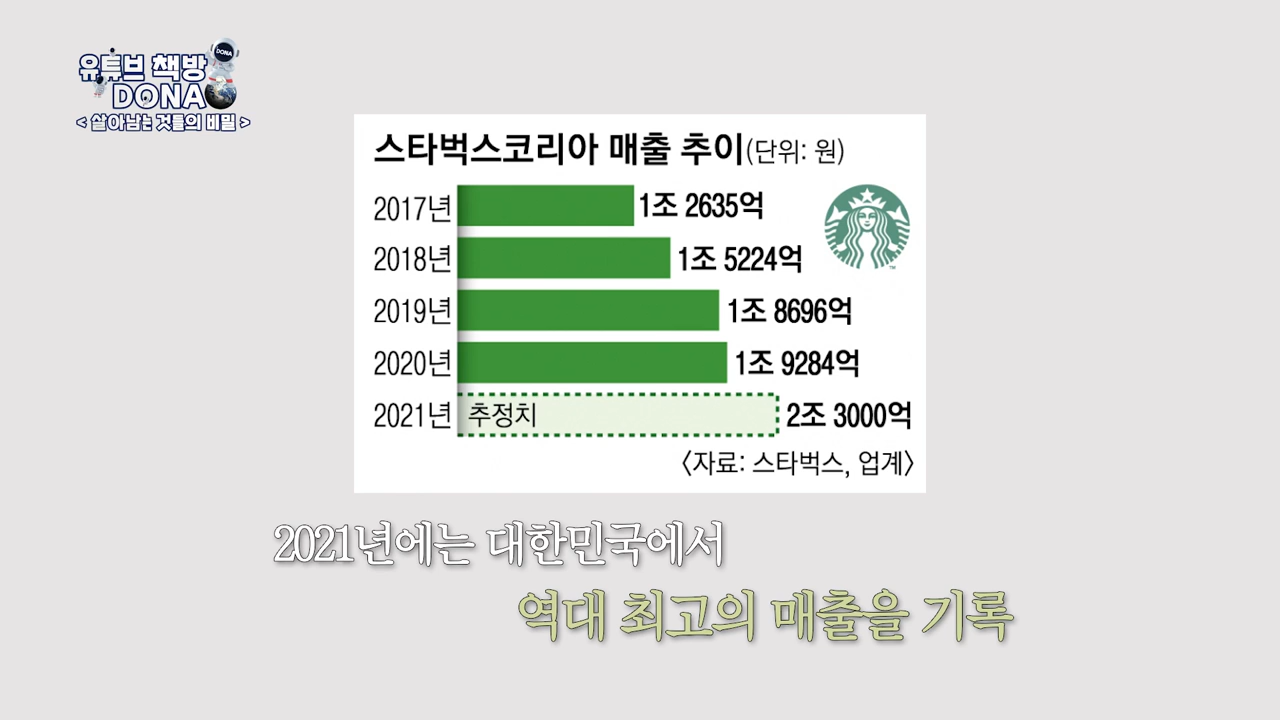 유튜브 책방
DONA
DONA
< 살아남는 것들의 비밀 >
스타벅스코리아 매출 추이(단위: 원)
2017년 1조 2635억
2018년 1조 5224억
2019년 1조 8696억
2020년 1조 9284억
2021년 추정치 2조 3000억
TM
〈자료: 스타벅스, 업계〉
2021년에는 대한민국에서
역대 최고의 매출을 기록